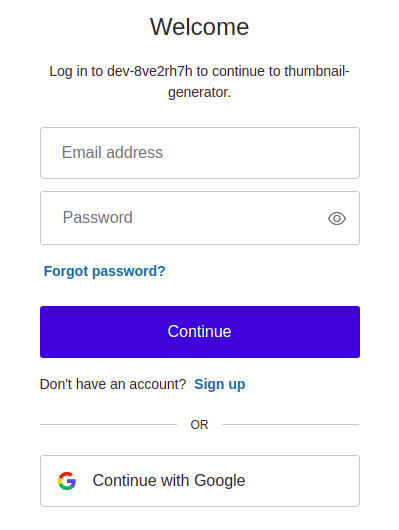 Welcome
Log in to dev-8ve2rh7h to continue to thumbnail-
generator.
Email address
Password
Forgot password?
Continue
Don't have an account? Sign up
OR
Continue with Google